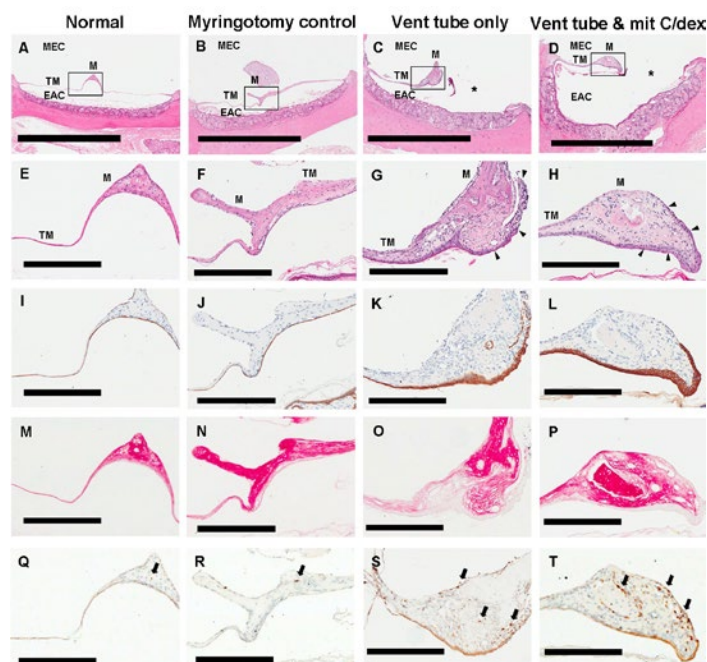 Normal Myringotomy control Vent tube only Vent tube & mit C/dex
A MEC M TM EAC B MEC M TM EAC C MEC M TM EAC * D MEC M TM EAC *
E M TM F M TM G M TM H M TM
I J K L
M N O P
Q R S T